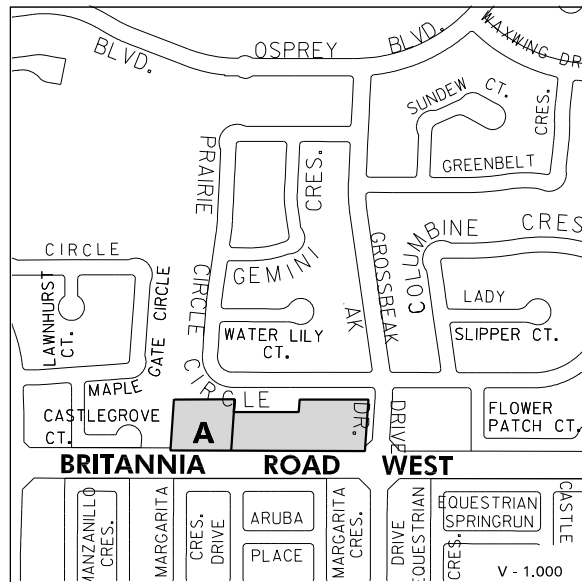 BLVD.
OSPREY
BLVD.
WAXWING DR
SUNDEW CT.
CRES.
GREENBELT
PRAIRIE
CIRCLE
CIRCLE
CRES.
GEMINI
GROSSBEAK
AK
COLUMBINE CRES
CIRCLE
LAWNHURST
CT.
GATE CIRCLE
MAPLE
WATER LILY
CT.
LADY
SLIPPER CT.
CASTLEGROVE
CT.
A
DR.
DRIVE
FLOWER
PATCH CT.
BRITANNIA ROAD WEST
MANZANILLO
CRES.
MARGARITA
CRES.
DRIVE
ARUBA
PLACE
MARGARITA
CRES.
DRIVE
EQUESTRIAN
EQUESTRIAN
SPRINGRUN
CRES.
CASTLE
V - 1.000